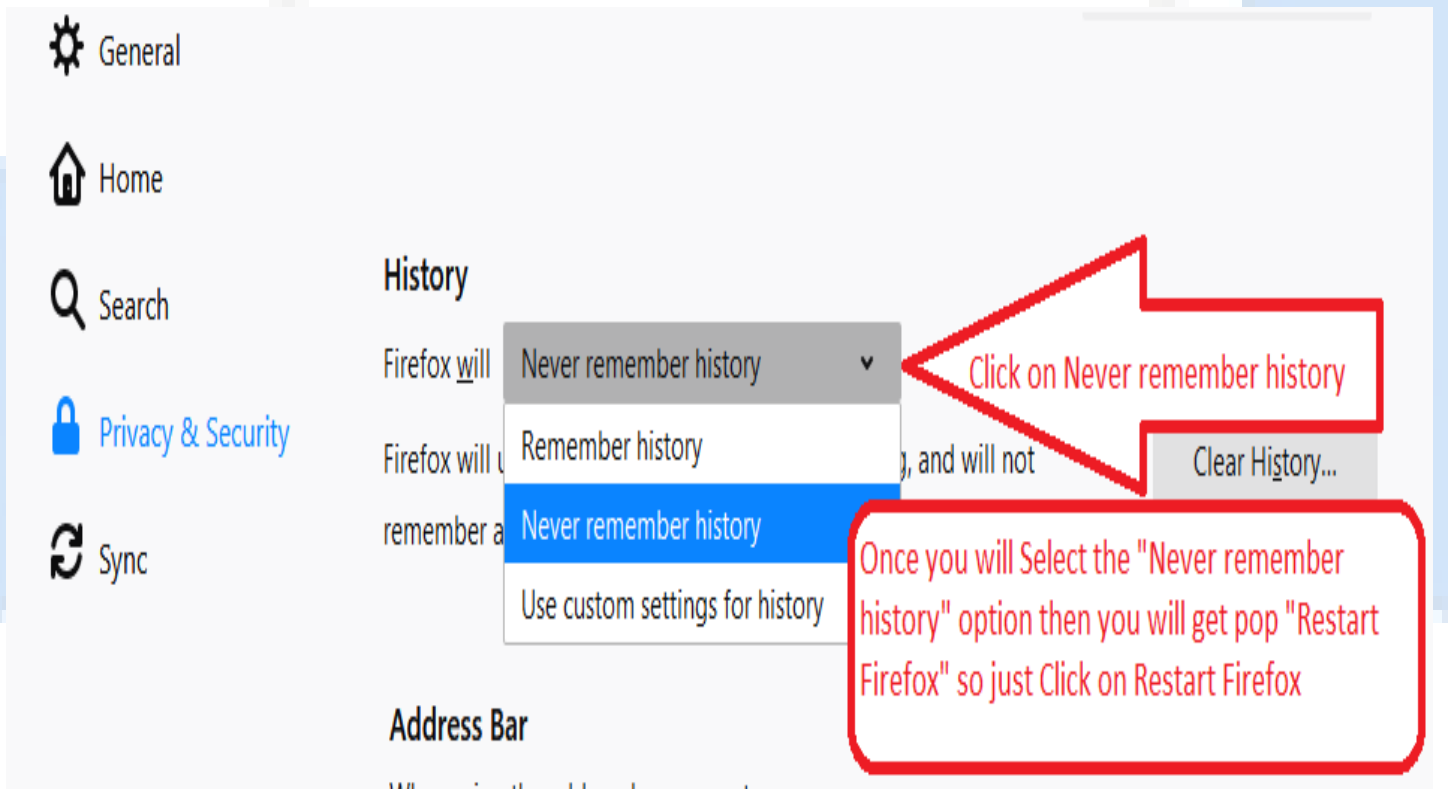 General
Home
Search
Privacy & Security
Sync
History
Firefox will
Never remember history
Click on Never remember history
Remember history
Never remember history
Use custom settings for history
Firefox will
, and will not
Clear History...
remember
Once you will Select the "Never remember
history" option then you will get pop "Restart
Firefox" so just Click on Restart Firefox
Address Bar